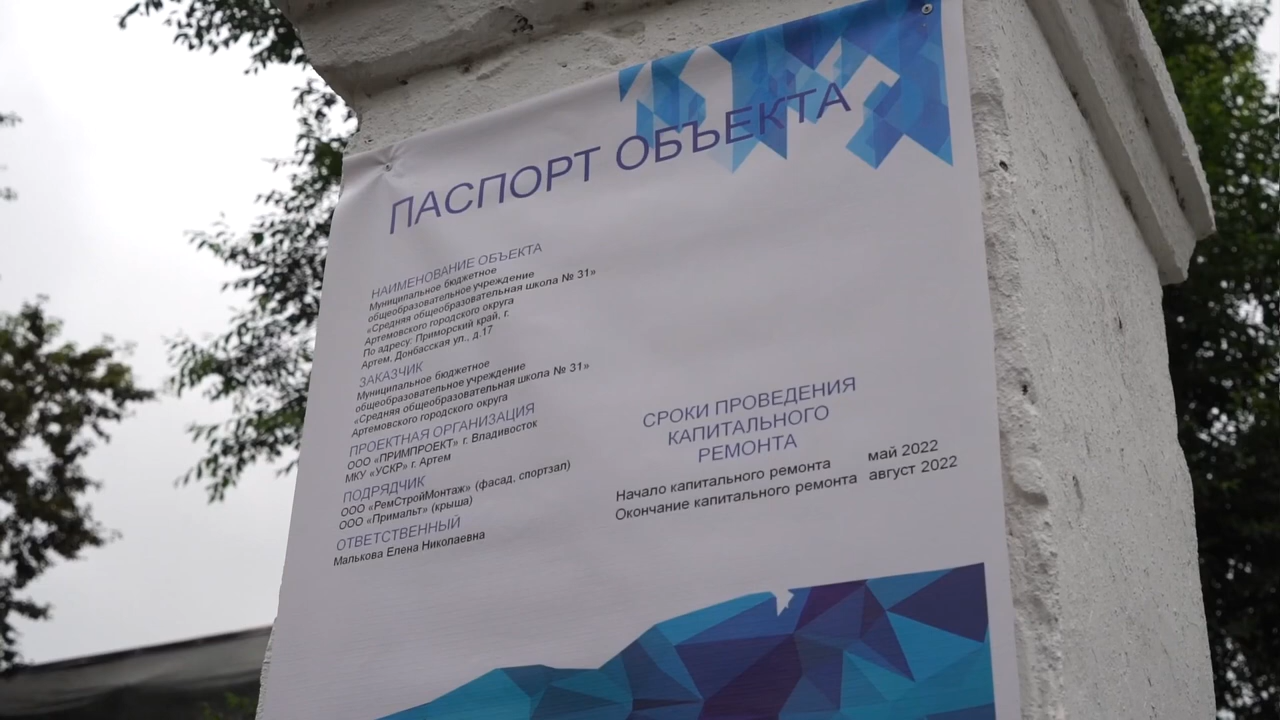 ПАСПОРТ ОБЪЕКТА
НАИМЕНОВАНИЕ ОБЪЕКТА
Муниципальное бюджетное
общеобразовательное учреждение
«Средняя общеобразовательная школа № 31»
Артемовского городского округа
По адресу: Приморский край, г.
Артем, Донбасская ул., д.17
ЗАКАЗЧИК
Муниципальное бюджетное
общеобразовательное учреждение
«Средняя общеобразовательная школа № 31»
Артемовского городского округа
ПРОЕКТНАЯ ОРГАНИЗАЦИЯ
ООО «ПРИМПРОЕКТ» г. Владивосток
МКУ «УСКР» г. Артем
ПОДРЯДЧИК
ООО «РемСтройМонтаж» (фасад, спортзал)
ООО «Примальт» (крыша)
ОТВЕТСТВЕННЫЙ
Малькова Елена Николаевна
СРОКИ ПРОВЕДЕНИЯ
КАПИТАЛЬНОГО
РЕМОНТА
Начало капитального ремонта май 2022
Окончание капитального ремонта август 2022